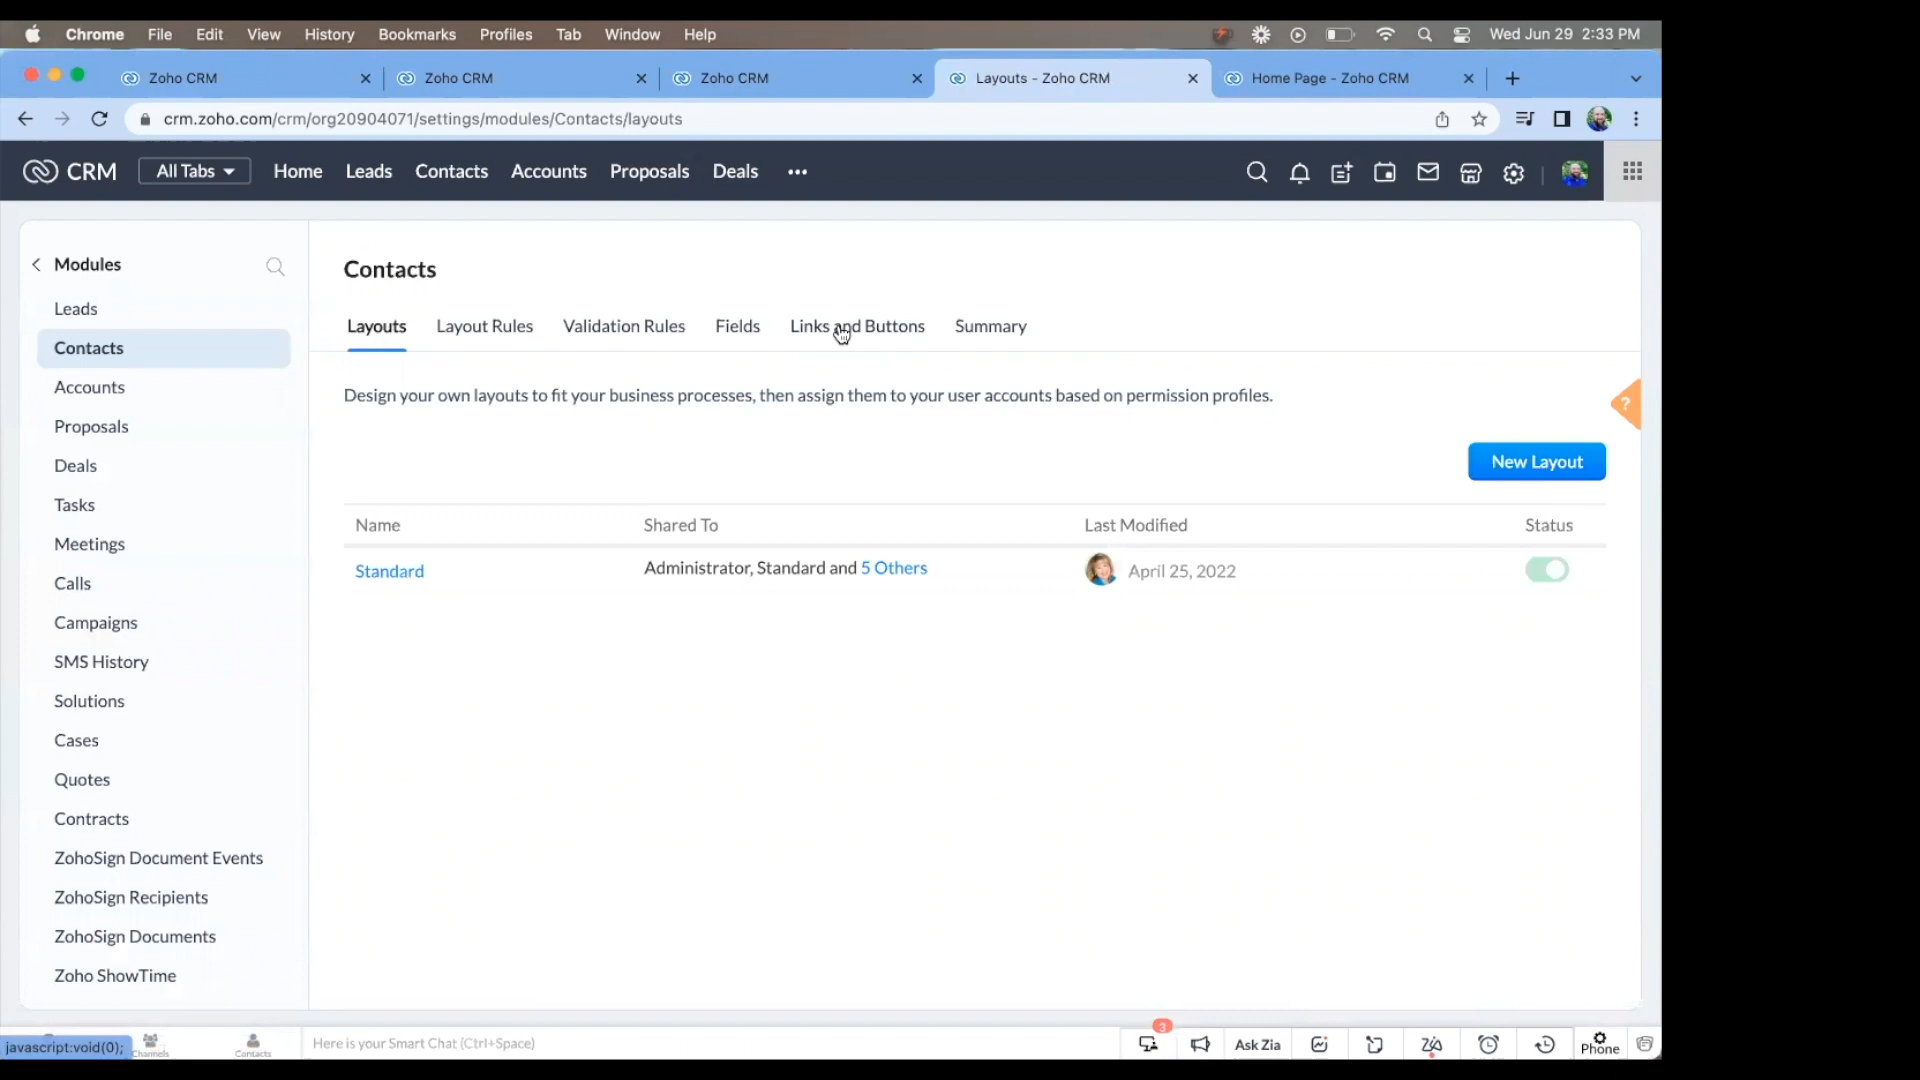 Chrome File Edit View History Bookmarks Profiles Tab Window Help Wed Jun 29 2:33 PM
Zoho CRM Zoho CRM Zoho CRM Layouts - Zoho CRM Home Page - Zoho CRM
crm.zoho.com/crm/org20904071/settings/modules/Contacts/layouts
CRM All Tabs Home Leads Contacts Accounts Proposals Deals
Modules
Leads
Contacts
Accounts
Proposals
Deals
Tasks
Meetings
Calls
Campaigns
SMS History
Solutions
Cases
Quotes
Contracts
ZohoSign Document Events
ZohoSign Recipients
ZohoSign Documents
Zoho ShowTime
Contacts
Layouts Layout Rules Validation Rules Fields Links and Buttons Summary
Design your own layouts to fit your business processes, then assign them to your user accounts based on permission profiles.
?
New Layout
Name Shared To Last Modified Status
Standard Administrator, Standard and 5 Others April 25, 2022
javascript:void(0); Channels Contacts Here is your Smart Chat (Ctrl+Space) 3 Ask Zia Phone